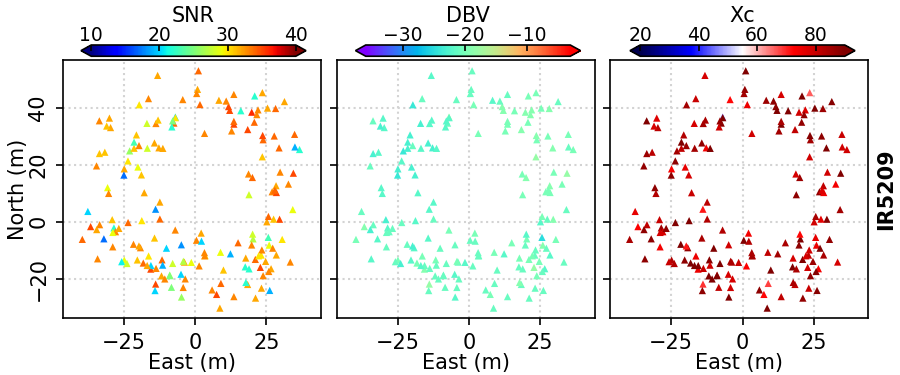 SNR DBV Xc
10 20 30 40 −30 −20 −10 20 40 60 80
North (m)
40
20
0
−20
−25 0 25 −25 0 25 −25 0 25
East (m) East (m) East (m)
IR5209